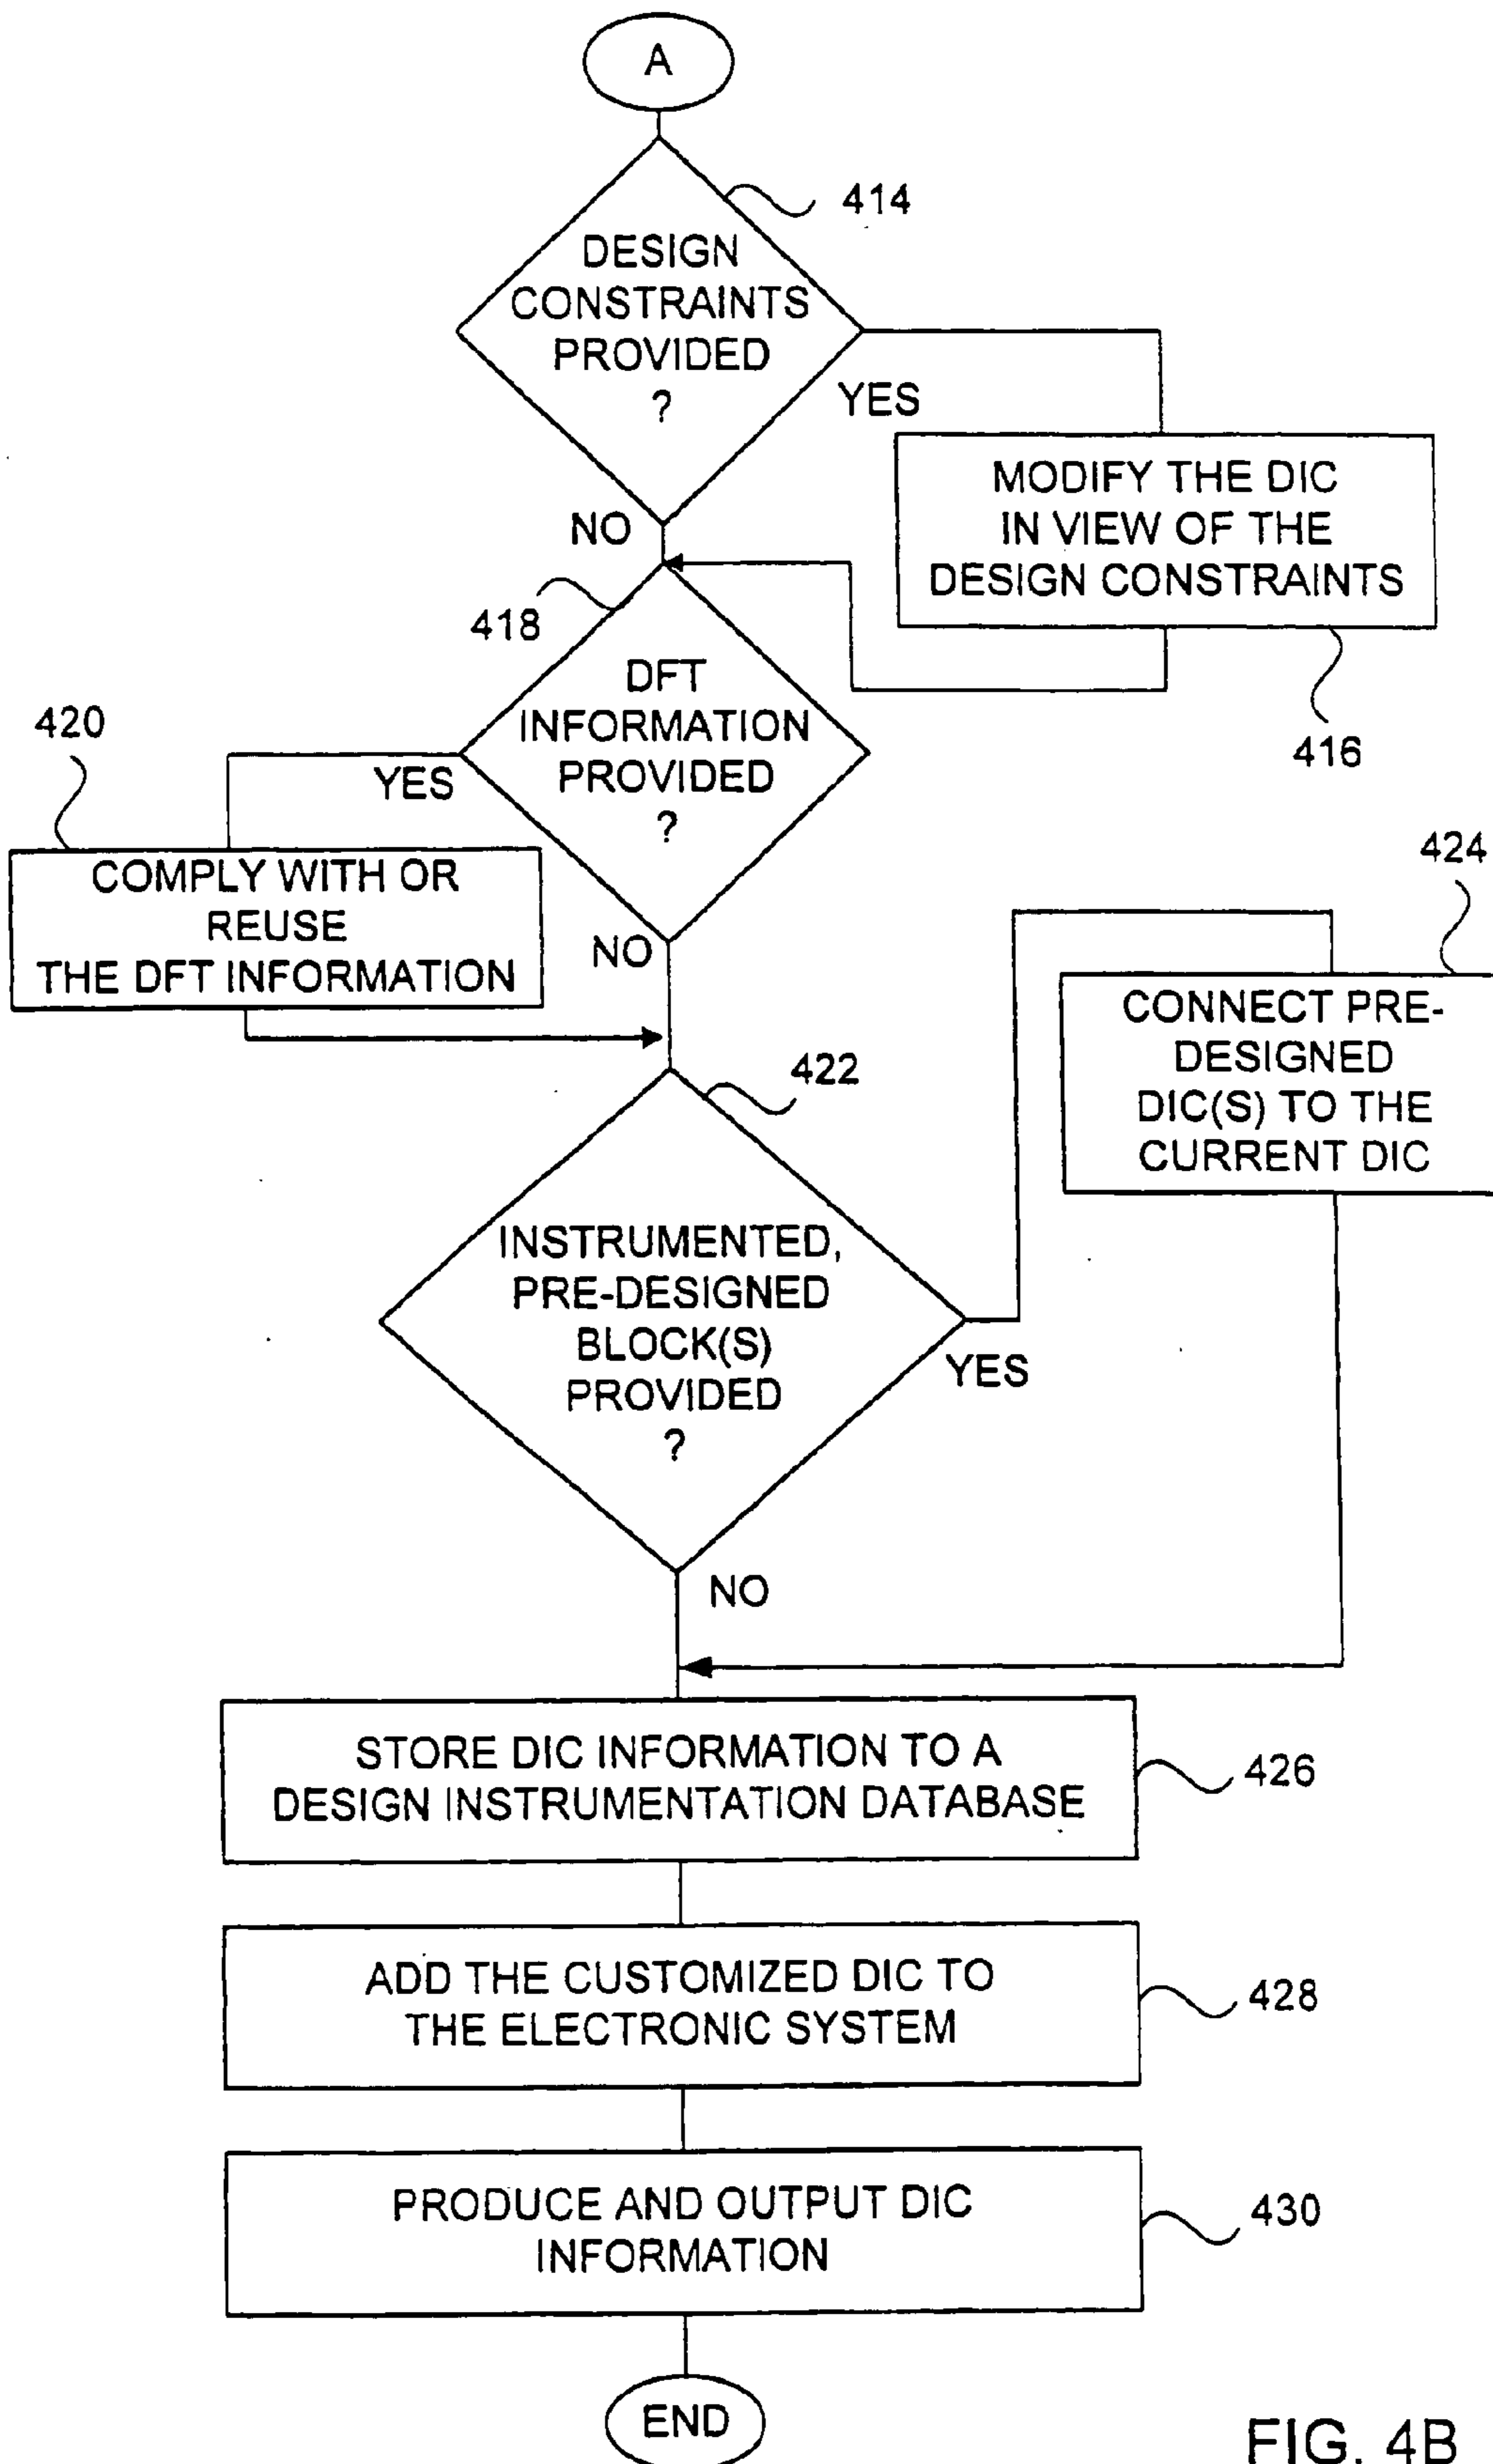 A
414
DESIGN
CONSTRAINTS
PROVIDED
?
YES
MODIFY THE DIC
IN VIEW OF THE
DESIGN CONSTRAINTS
NO
416
418
DFT
INFORMATION
PROVIDED
?
420
YES
COMPLY WITH OR
REUSE
THE DFT INFORMATION
NO
424
CONNECT PRE-
DESIGNED
DIC(S) TO THE
CURRENT DIC
422
INSTRUMENTED,
PRE-DESIGNED
BLOCK(S)
PROVIDED
?
YES
NO
STORE DIC INFORMATION TO A
DESIGN INSTRUMENTATION DATABASE
426
ADD THE CUSTOMIZED DIC TO
THE ELECTRONIC SYSTEM
428
PRODUCE AND OUTPUT DIC
INFORMATION
430
END
FIG. 4B